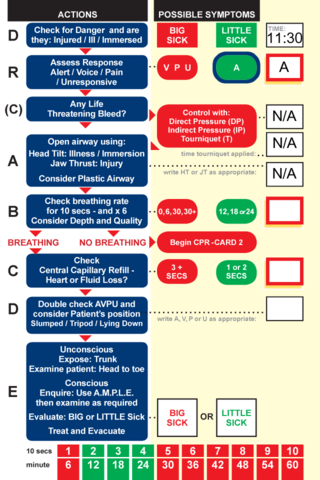 ACTIONS
POSSIBLE SYMPTOMS
D
Check for Danger and are
they: Injured / Ill / Immersed
BIG
SICK
LITTLE
SICK
TIME:
11:30
R
Assess Response
Alert / Voice / Pain
/ Unresponsive
V P U
A
A
(C)
Any Life
Threatening Bleed?
Control with:
Direct Pressure (DP)
Indirect Pressure (IP)
Tourniquet (T)
N/A
time tourniquet applied:
N/A
A
Open airway using:
Head Tilt: Illness / Immersion
Jaw Thrust: Injury
Consider Plastic Airway
write HT or JT as appropriate:
N/A
B
Check breathing rate
for 10 secs - and x 6
Consider Depth and Quality
0,6,30,30+
12,18 or 24
BREATHING
NO BREATHING
Begin CPR -CARD 2
C
Check
Central Capillary Refill -
Heart or Fluid Loss?
3 +
SECS
1 or 2
SECS
D
Double check AVPU and
consider Patient's position
Slumped / Tripod / Lying Down
write A, V, P or U as appropriate:
E
Unconscious
Expose: Trunk
Examine patient: Head to toe
Conscious
Enquire: Use A.M.P.L.E.
then examine as required
Evaluate: BIG or LITTLE Sick
Treat and Evacuate
BIG
SICK
OR
LITTLE
SICK
10 secs 1 2 3 4 5 6 7 8 9 10
minute 6 12 18 24 30 36 42 48 54 60